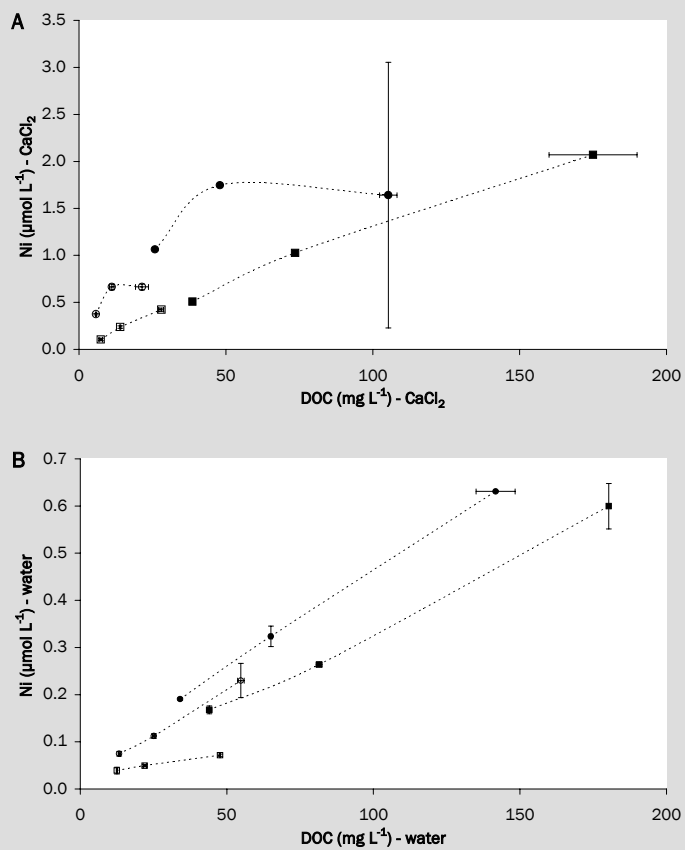 A
3.5
3.0
2.5
2.0
1.5
1.0
0.5
0.0
Ni (µmol L⁻¹) - CaCl₂
0 50 100 150 200
DOC (mg L⁻¹) - CaCl₂
B
0.7
0.6
0.5
0.4
0.3
0.2
0.1
0.0
Ni (µmol L⁻¹) - water
0 50 100 150 200
DOC (mg L⁻¹) - water